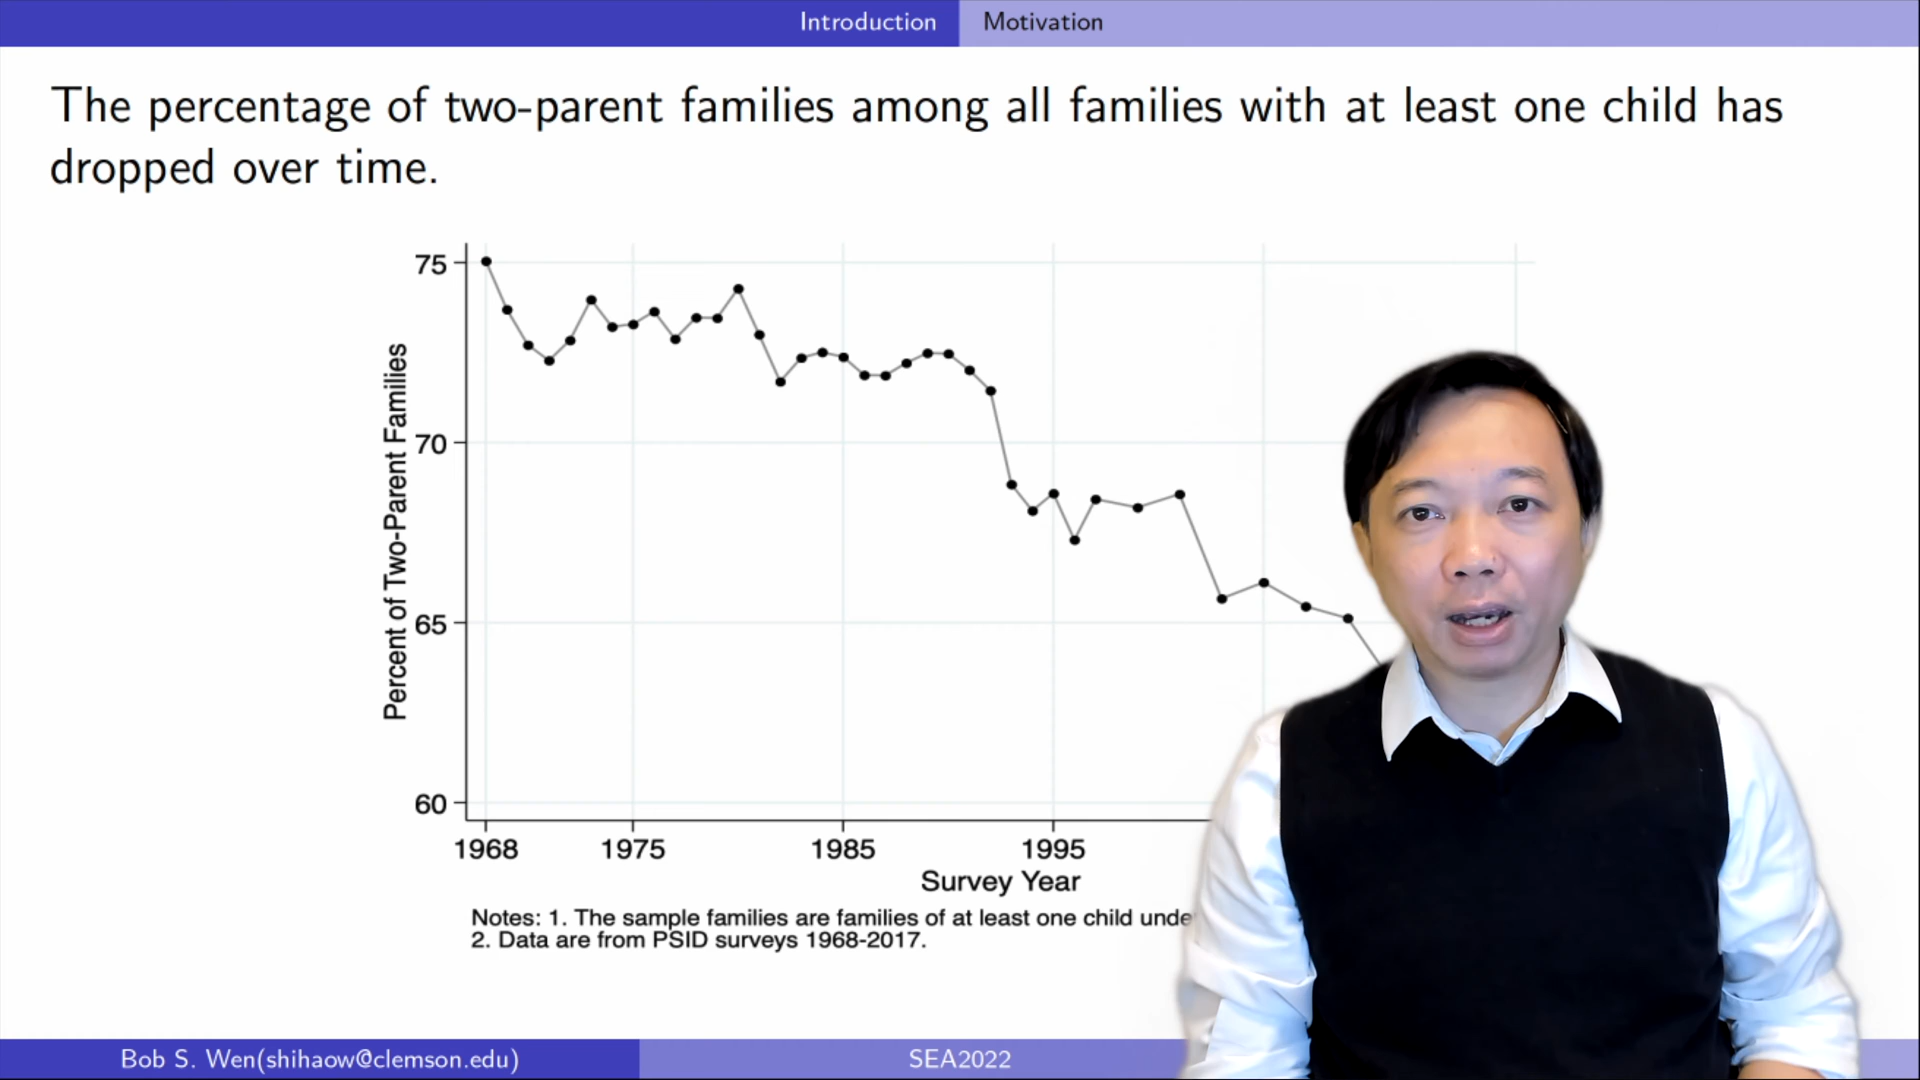 Introduction Motivation
The percentage of two-parent families among all families with at least one child has
dropped over time.
Percent of Two-Parent Families
75
70
65
60
1968 1975 1985 1995
Survey Year
Notes: 1. The sample families are families of at least one child
2. Data are from PSID surveys 1968-2017.
Bob S. Wen(shihaow@clemson.edu) SEA2022